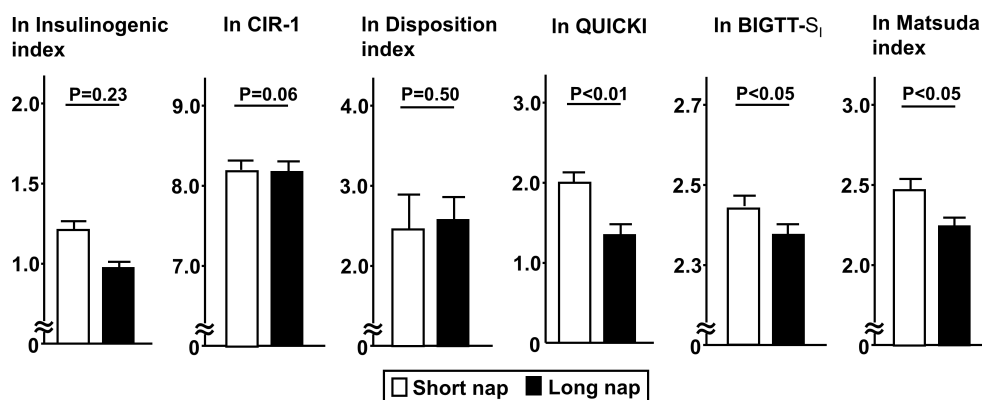 ln Insulinogenic
index
P=0.23
2.0
1.5
1.0
0
ln CIR-1
P=0.06
9.0
8.0
7.0
0
ln Disposition
index
P=0.50
4.0
3.0
2.0
0
ln QUICKI
P<0.01
3.0
2.0
1.0
0
ln BIGTT-SI
P<0.05
2.7
2.5
2.3
0
ln Matsuda
index
P<0.05
3.0
2.5
2.0
0
Short nap Long nap